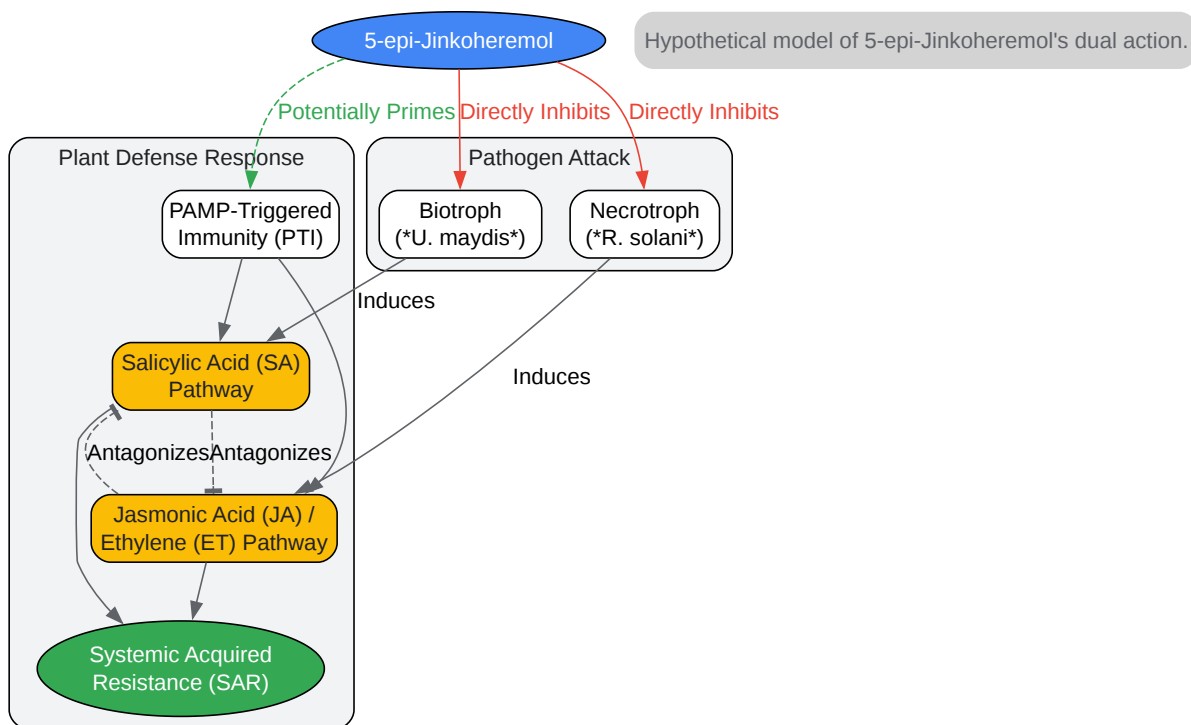 5-epi-Jinkoheremol
Hypothetical model of 5-epi-Jinkoheremol's dual action.
Potentially Primes
Directly Inhibits
Directly Inhibits
Plant Defense Response
Pathogen Attack
PAMP-Triggered
Immunity (PTI)
Biotroph
(*U. maydis*)
Necrotroph
(*R. solani*)
Induces
Salicylic Acid (SA)
Pathway
Induces
Antagonizes
Antagonizes
Jasmonic Acid (JA) /
Ethylene (ET) Pathway
Systemic Acquired
Resistance (SAR)